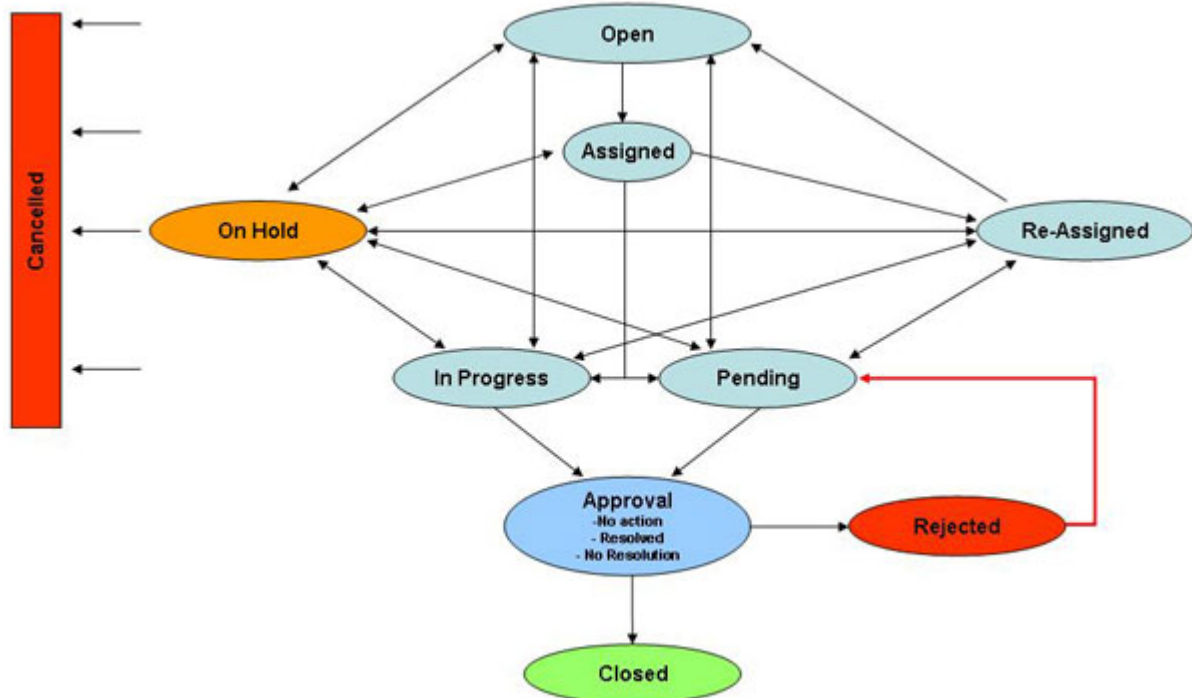 Open
Assigned
Cancelled
On Hold
Re-Assigned
In Progress
Pending
Approval
-No action
- Resolved
- No Resolution
Rejected
Closed